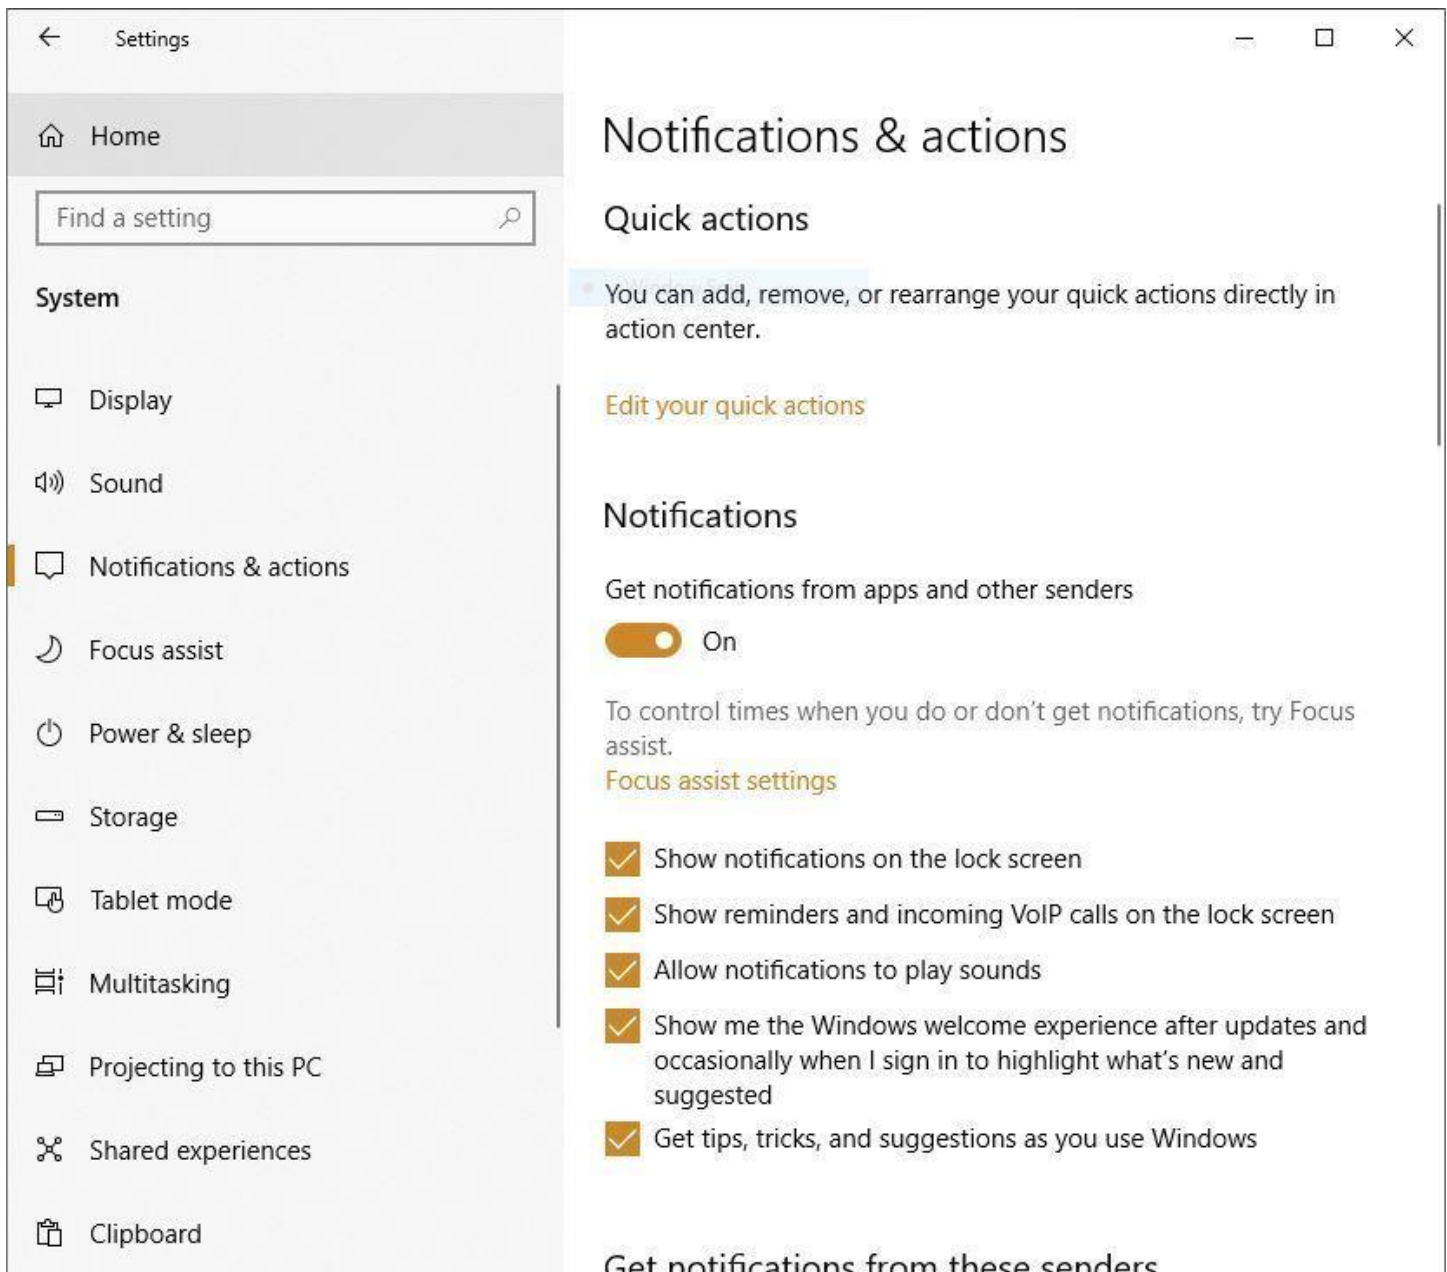 Settings
Home
Find a setting
System
Display
Sound
Notifications & actions
Focus assist
Power & sleep
Storage
Tablet mode
Multitasking
Projecting to this PC
Shared experiences
Clipboard
Notifications & actions
Quick actions
You can add, remove, or rearrange your quick actions directly in
action center.
Edit your quick actions
Notifications
Get notifications from apps and other senders
On
To control times when you do or don't get notifications, try Focus
assist.
Focus assist settings
Show notifications on the lock screen
Show reminders and incoming VoIP calls on the lock screen
Allow notifications to play sounds
Show me the Windows welcome experience after updates and
occasionally when I sign in to highlight what's new and
suggested
Get tips, tricks, and suggestions as you use Windows
Get notifications from these senders